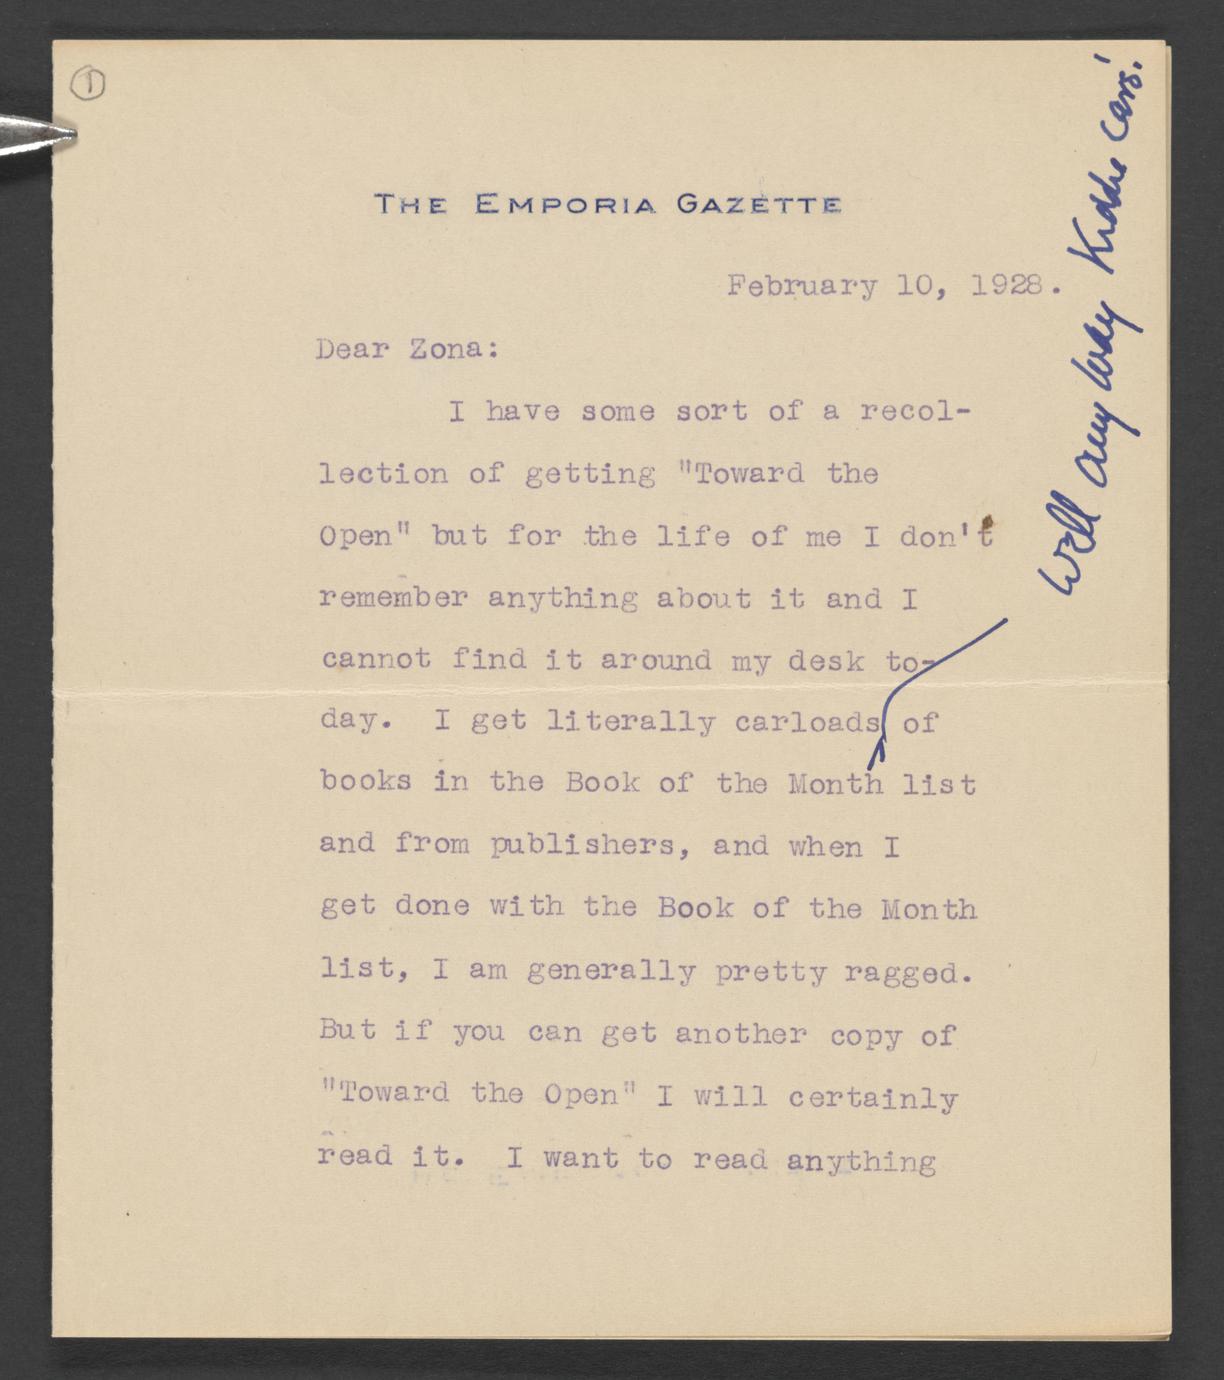 1
THE EMPORIA GAZETTE
February 10, 1928.
Dear Zona:
I have some sort of a recol-
lection of getting "Toward the
Open" but for the life of me I don't
remember anything about it and I
cannot find it around my desk to-
day. I get literally carloads of
books in the Book of the Month list
and from publishers, and when I
get done with the Book of the Month
list, I am generally pretty ragged.
But if you can get another copy of
"Toward the Open" I will certainly
read it. I want to read anything
Well any way Kiddie cars!